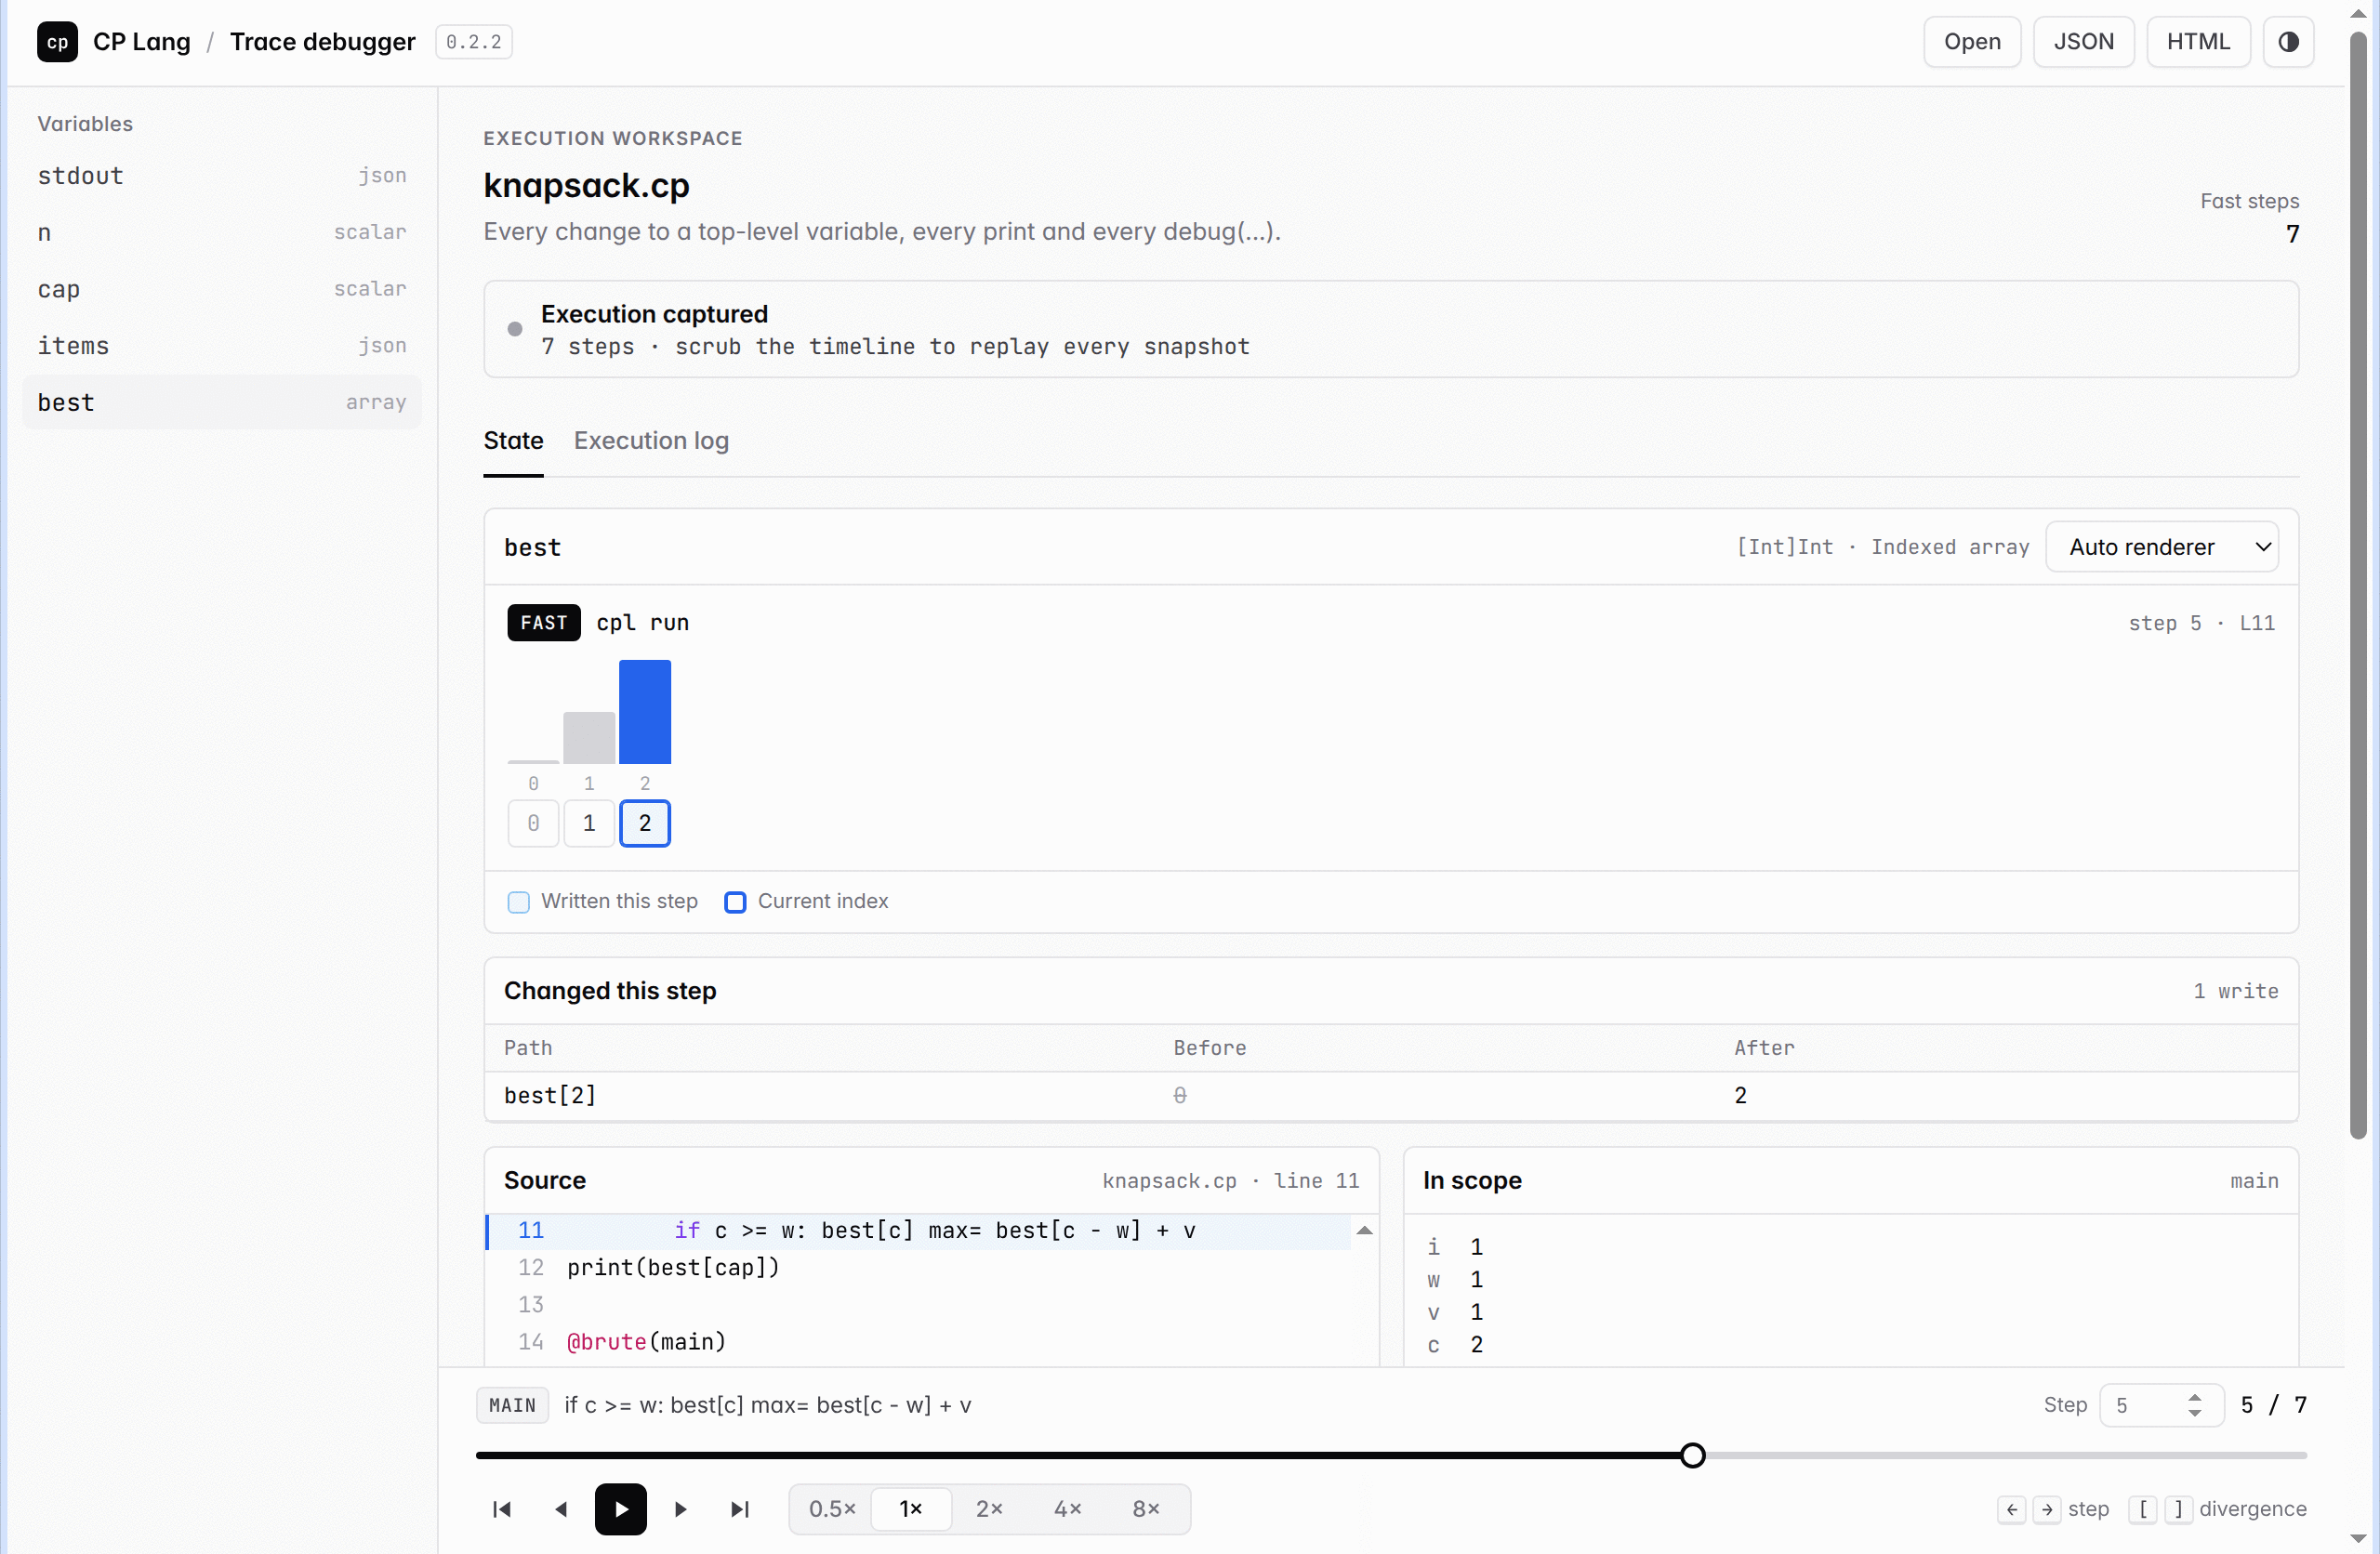 cp CP Lang / Trace debugger 0.2.2 Open JSON HTML
Variables
stdout json
n scalar
cap scalar
items json
best array
EXECUTION WORKSPACE
knapsack.cp
Every change to a top-level variable, every print and every debug(...).
Fast steps
7
Execution captured
7 steps · scrub the timeline to replay every snapshot
State Execution log
best [Int]Int · Indexed array Auto renderer
FAST cpl run step 5 · L11
0 1 2
0 1 2
Written this step Current index
Changed this step 1 write
Path Before After
best[2] 0 2
Source knapsack.cp · line 11
11 if c >= w: best[c] max= best[c - w] + v
12 print(best[cap])
13
14 @brute(main)
In scope main
i 1
w 1
v 1
c 2
MAIN if c >= w: best[c] max= best[c - w] + v Step 5 5 / 7
0.5× 1× 2× 4× 8× ← → step [ ] divergence